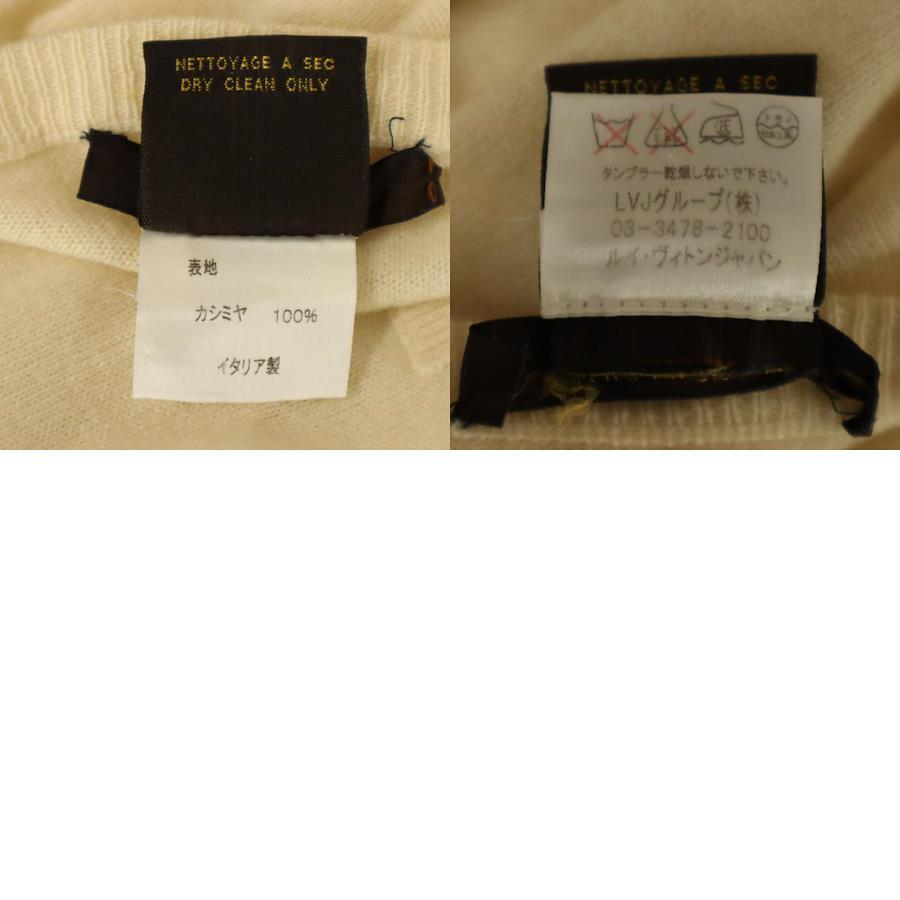 NETTOYAGE A SEC
DRY CLEAN ONLY
表地
カシミヤ 100%
イタリア製
NETTOYAGE A SEC
タンブラー乾燥しないで下さい。
LVJグループ(株)
03-3478-2100
ルイ・ヴィトンジャパン